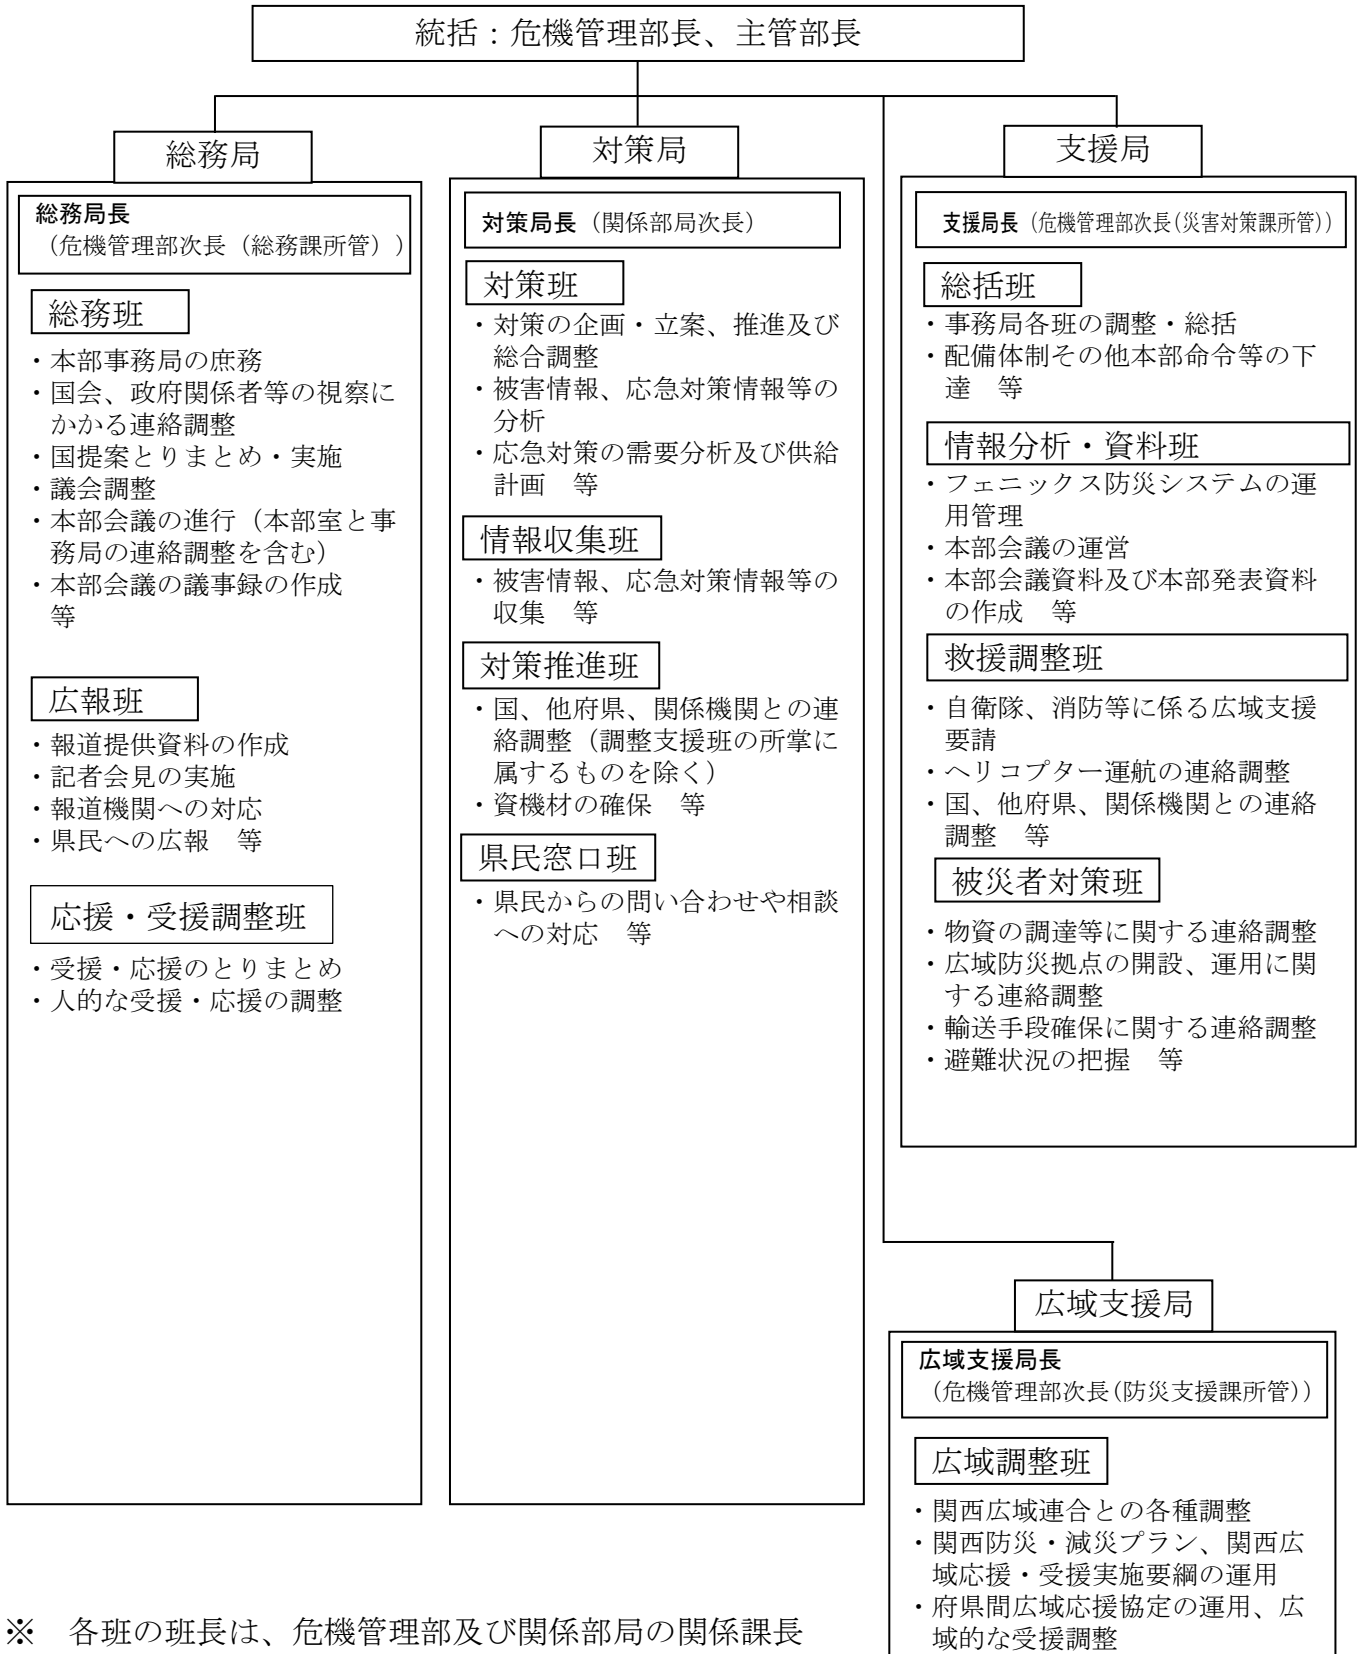 統括：危機管理部長、主管部長
総務局
総務局長
（危機管理部次長（総務課所管））
総務班
・本部事務局の庶務
・国会、政府関係者等の視察に
かかる連絡調整
・国提案とりまとめ・実施
・議会調整
・本部会議の進行（本部室と事
務局の連絡調整を含む）
・本部会議の議事録の作成
等
広報班
・報道提供資料の作成
・記者会見の実施
・報道機関への対応
・県民への広報　等
応援・受援調整班
・受援・応援のとりまとめ
・人的な受援・応援の調整
対策局
対策局長（関係部局次長）
対策班
・対策の企画・立案、推進及び
総合調整
・被害情報、応急対策情報等の
分析
・応急対策の需要分析及び供給
計画　等
情報収集班
・被害情報、応急対策情報等の
収集　等
対策推進班
・国、他府県、関係機関との連
絡調整（調整支援班の所掌に
属するものを除く）
・資機材の確保　等
県民窓口班
・県民からの問い合わせや相談
への対応　等
支援局
支援局長（危機管理部次長(災害対策課所管)）
総括班
・事務局各班の調整・総括
・配備体制その他本部命令等の下
達　等
情報分析・資料班
・フェニックス防災システムの運
用管理
・本部会議の運営
・本部会議資料及び本部発表資料
の作成　等
救援調整班
・自衛隊、消防等に係る広域支援
要請
・ヘリコプター運航の連絡調整
・国、他府県、関係機関との連絡
調整　等
被災者対策班
・物資の調達等に関する連絡調整
・広域防災拠点の開設、運用に関
する連絡調整
・輸送手段確保に関する連絡調整
・避難状況の把握　等
広域支援局
広域支援局長
（危機管理部次長(防災支援課所管)）
広域調整班
・関西広域連合との各種調整
・関西防災・減災プラン、関西広
域応援・受援実施要綱の運用
・府県間広域応援協定の運用、広
域的な受援調整
※　各班の班長は、危機管理部及び関係部局の関係課長